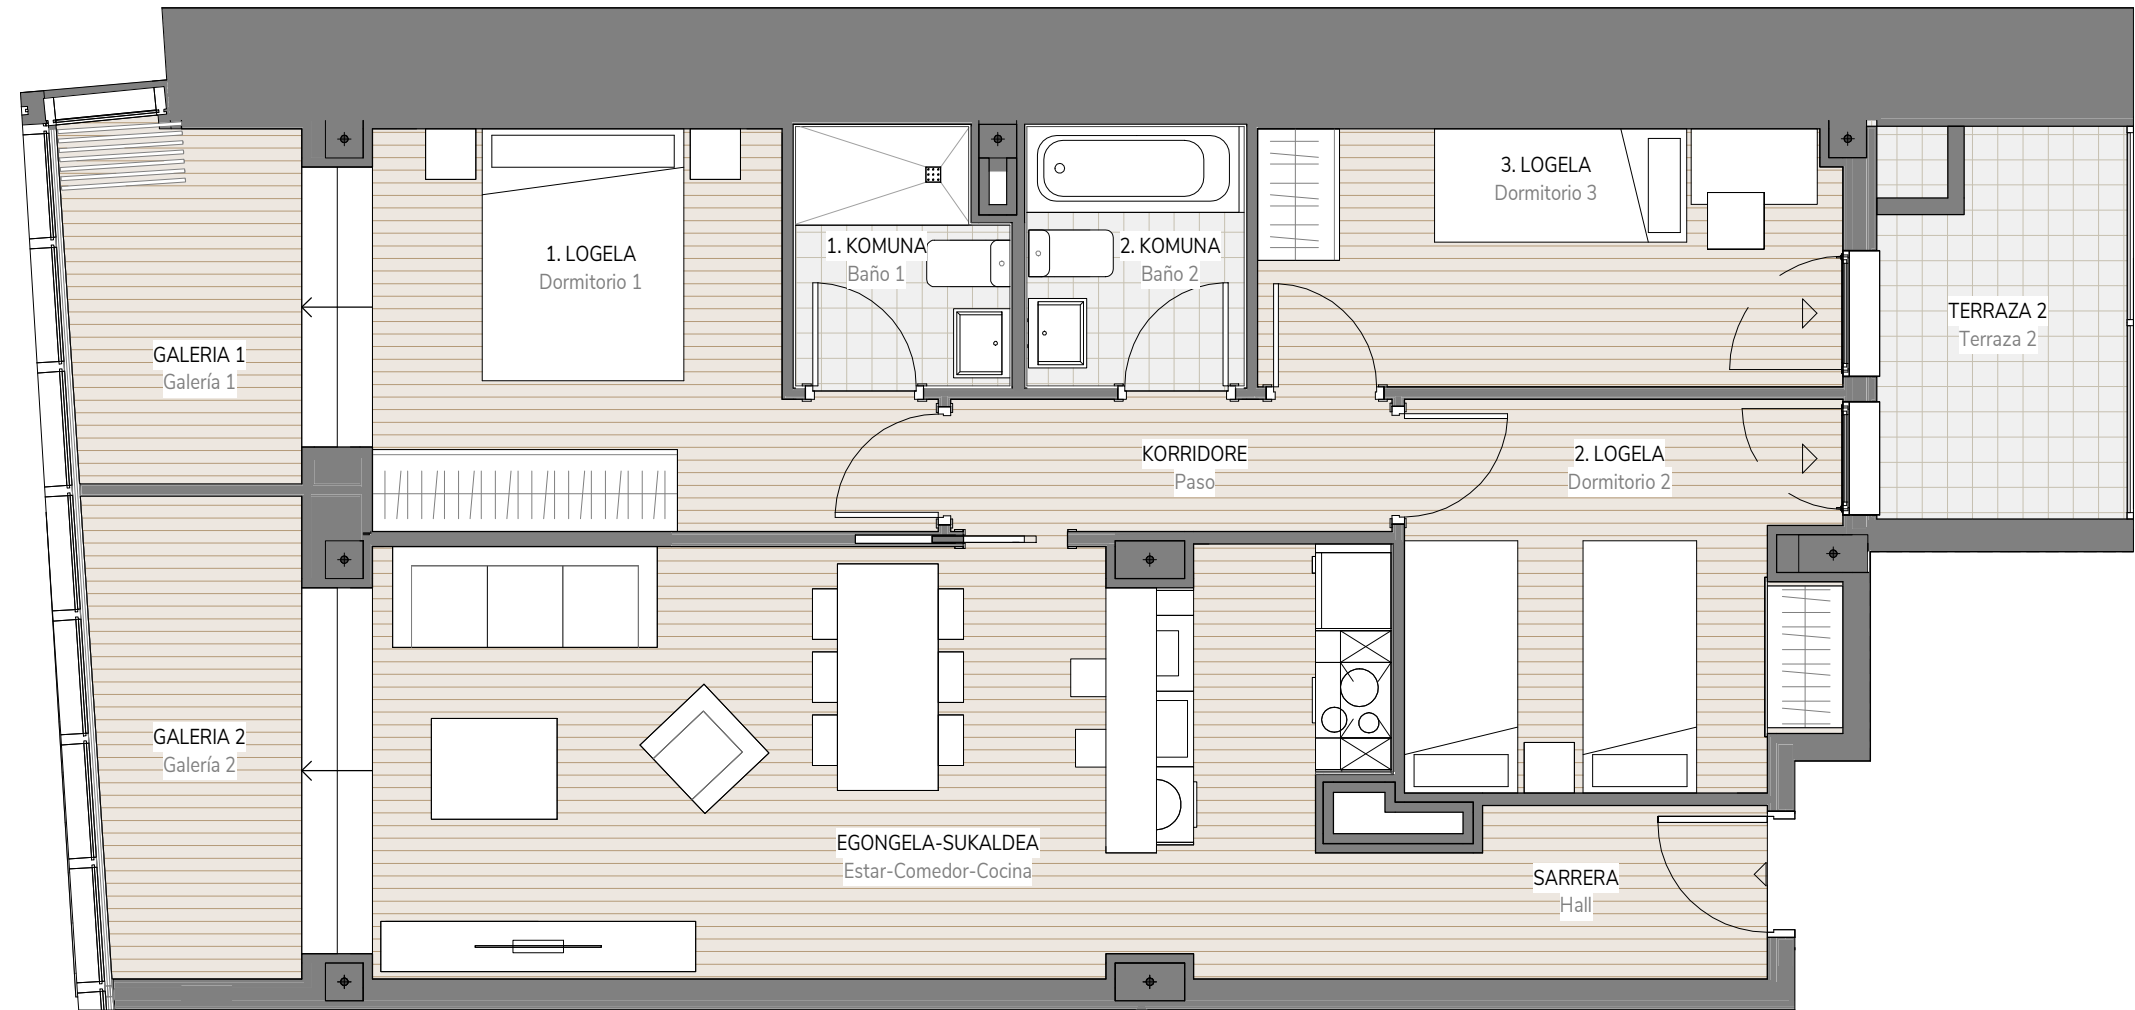 3. LOGELA
Dormitorio 3
1. LOGELA
Dormitorio 1
1. KOMUNA
Baño 1
2. KOMUNA
Baño 2
TERRAZA 2
Terraza 2
GALERIA 1
Galería 1
KORRIDORE
Paso
2. LOGELA
Dormitorio 2
GALERIA 2
Galería 2
EGONGELA-SUKALDEA
Estar-Comedor-Cocina
SARRERA
Hall